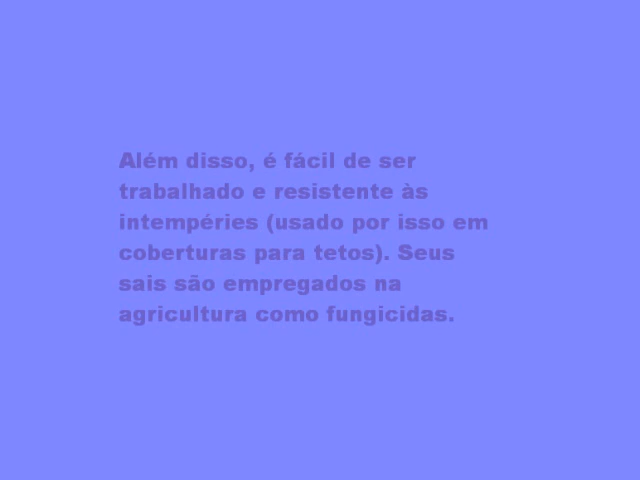 Além disso, é fácil de ser
trabalhado e resistente às
intempéries (usado por isso em
coberturas para tetos). Seus
sais são empregados na
agricultura como fungicidas.